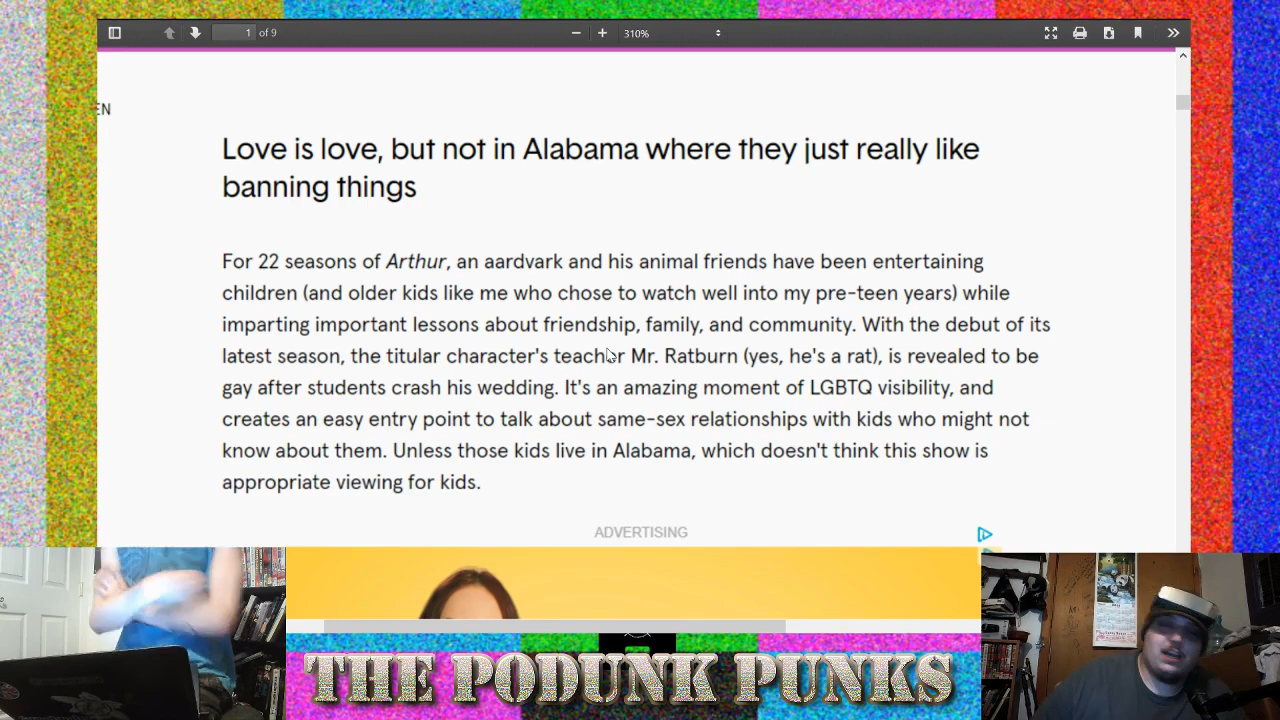 1 of 9
310%
EN
Love is love, but not in Alabama where they just really like
banning things
For 22 seasons of Arthur, an aardvark and his animal friends have been entertaining
children (and older kids like me who chose to watch well into my pre-teen years) while
imparting important lessons about friendship, family, and community. With the debut of its
latest season, the titular character's teacher Mr. Ratburn (yes, he's a rat), is revealed to be
gay after students crash his wedding. It's an amazing moment of LGBTQ visibility, and
creates an easy entry point to talk about same-sex relationships with kids who might not
know about them. Unless those kids live in Alabama, which doesn't think this show is
appropriate viewing for kids.
ADVERTISING
THE PODUNK PUNKS